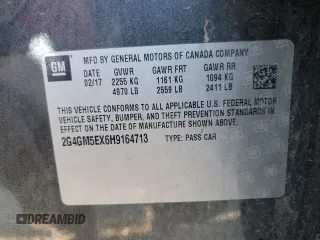 GM
MFD BY GENERAL MOTORS OF CANADA COMPANY
DATE GVWR GAWR FRT GAWR RR
02/17 2255 KG 1161 KG 1094 KG
4970 LB 2559 LB 2411 LB
THIS VEHICLE CONFORMS TO ALL APPLICABLE U.S. FEDERAL MOTOR
VEHICLE SAFETY, BUMPER, AND THEFT PREVENTION STANDARDS
IN EFFECT ON THE DATE OF MANUFACTURE SHOWN ABOVE.
2G4GM5EX6H9164713 TYPE: PASS CAR
CARABIMD